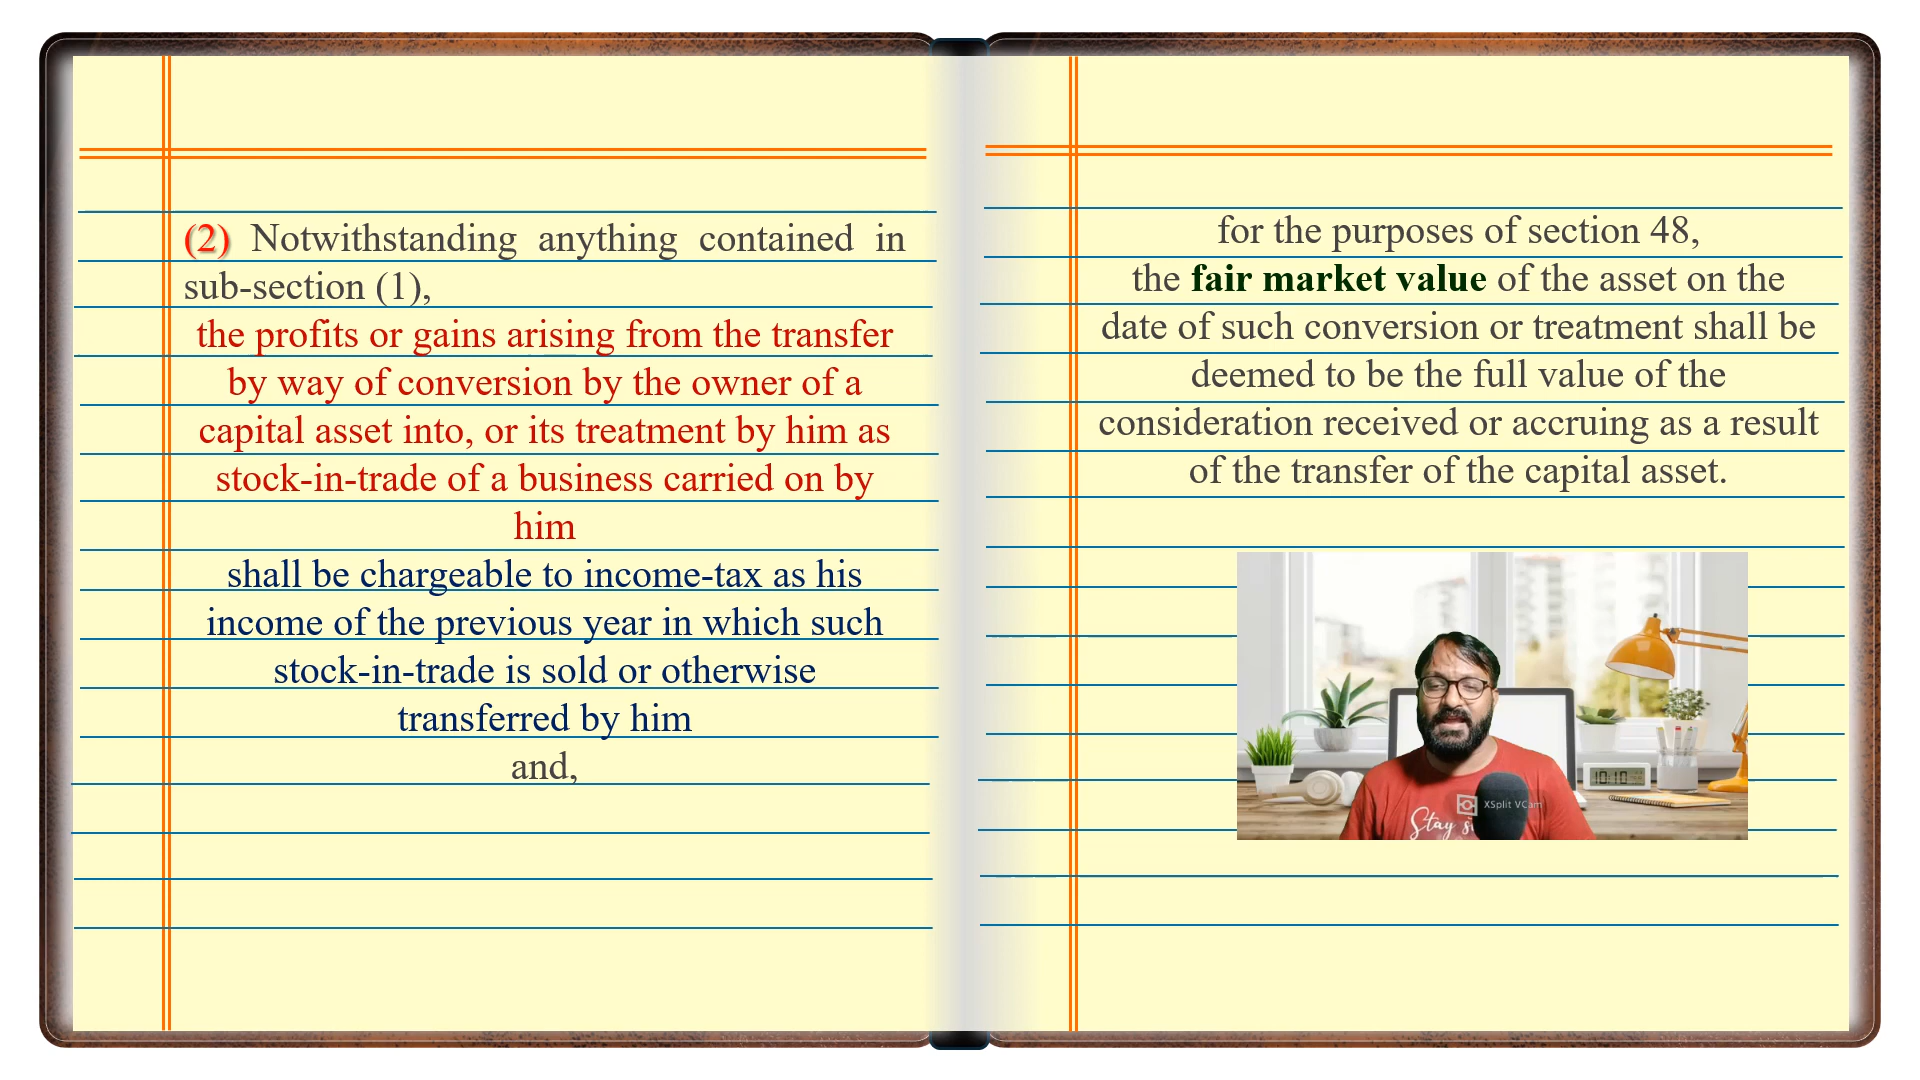 (2) Notwithstanding anything contained in
sub-section (1),
the profits or gains arising from the transfer
by way of conversion by the owner of a
capital asset into, or its treatment by him as
stock-in-trade of a business carried on by
him
shall be chargeable to income-tax as his
income of the previous year in which such
stock-in-trade is sold or otherwise
transferred by him
and,
for the purposes of section 48,
the fair market value of the asset on the
date of such conversion or treatment shall be
deemed to be the full value of the
consideration received or accruing as a result
of the transfer of the capital asset.
10:10
XSplit VCam
Stay